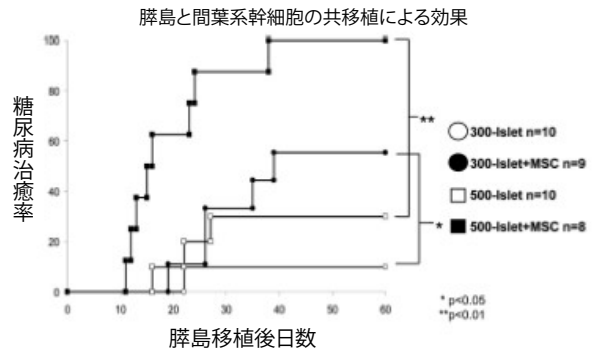 膵島と間葉系幹細胞の共移植による効果
糖尿病治癒率
100
80
60
40
20
0
0 10 20 30 40 50 60
膵島移植後日数
**
*
300-Islet n=10
300-Islet+MSC n=9
500-Islet n=10
500-Islet+MSC n=8
* p<0.05
**p<0.01